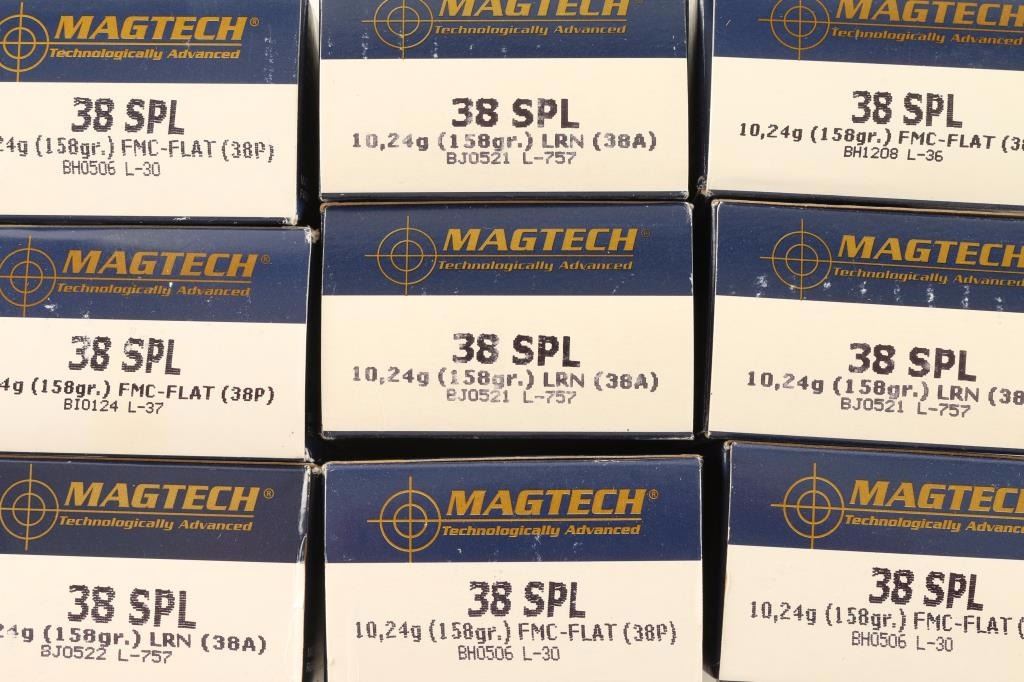 MAGTECH®
Technologically Advanced
38 SPL
24g (158gr.) FMC-FLAT (38P)
BH0506 L-30
MAGTECH
Technologically Advanced
38 SPL
10,24g (158gr.) LRN (38A)
BJ0521 L-757
MAGTECH
Technologically Advanced
38 SPL
10,24g (158gr.) FMC-FLAT (38
BH1208 L-36
MAGTECH®
Technologically Advanced
38 SPL
4g (158gr.) FMC-FLAT (38P)
BI0124 L-37
MAGTECH®
Technologically Advanced
38 SPL
10,24g (158gr.) LRN (38A)
BJ0521 L-757
MAGTECH
Technologically Advanced
38 SPL
10,24g (158gr.) LRN (38
BJ0521 L-757
MAGTECH®
Technologically Advanced
38 SPL
24g (158gr.) LRN (38A)
BJ0522 L-757
MAGTECH®
Technologically Advanced
38 SPL
10,24g (158gr.) FMC-FLAT (38P)
BH0506 L-30
MAGTECH
Technologically Advanced
38 SPL
10,24g (158gr.) FMC-FLAT (
BH0506 L-30